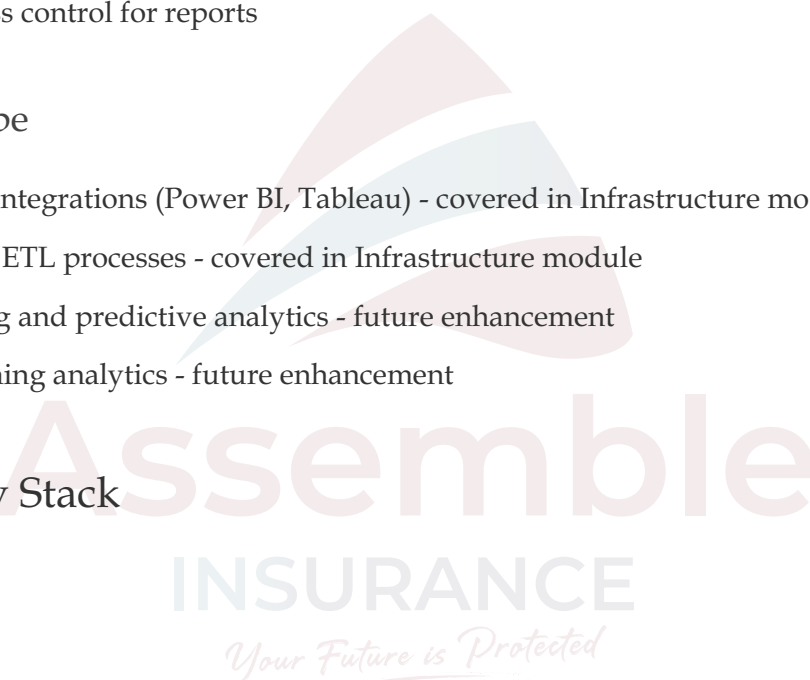 s control for reports
pe
ntegrations (Power BI, Tableau) - covered in Infrastructure mo
ETL processes - covered in Infrastructure module
g and predictive analytics - future enhancement
ning analytics - future enhancement
Assemble
y Stack
INSURANCE
Your Future is Protected